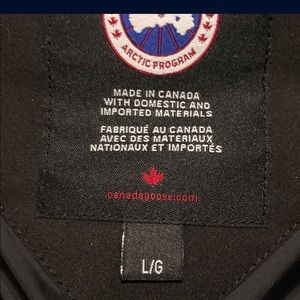 ARCTIC PROGRAM
MADE IN CANADA
WITH DOMESTIC AND
IMPORTED MATERIALS
FABRIQUÉ AU CANADA
AVEC DES MATERIAUX
NATIONAUX ET IMPORTÉS
canadagoose.com
L/G